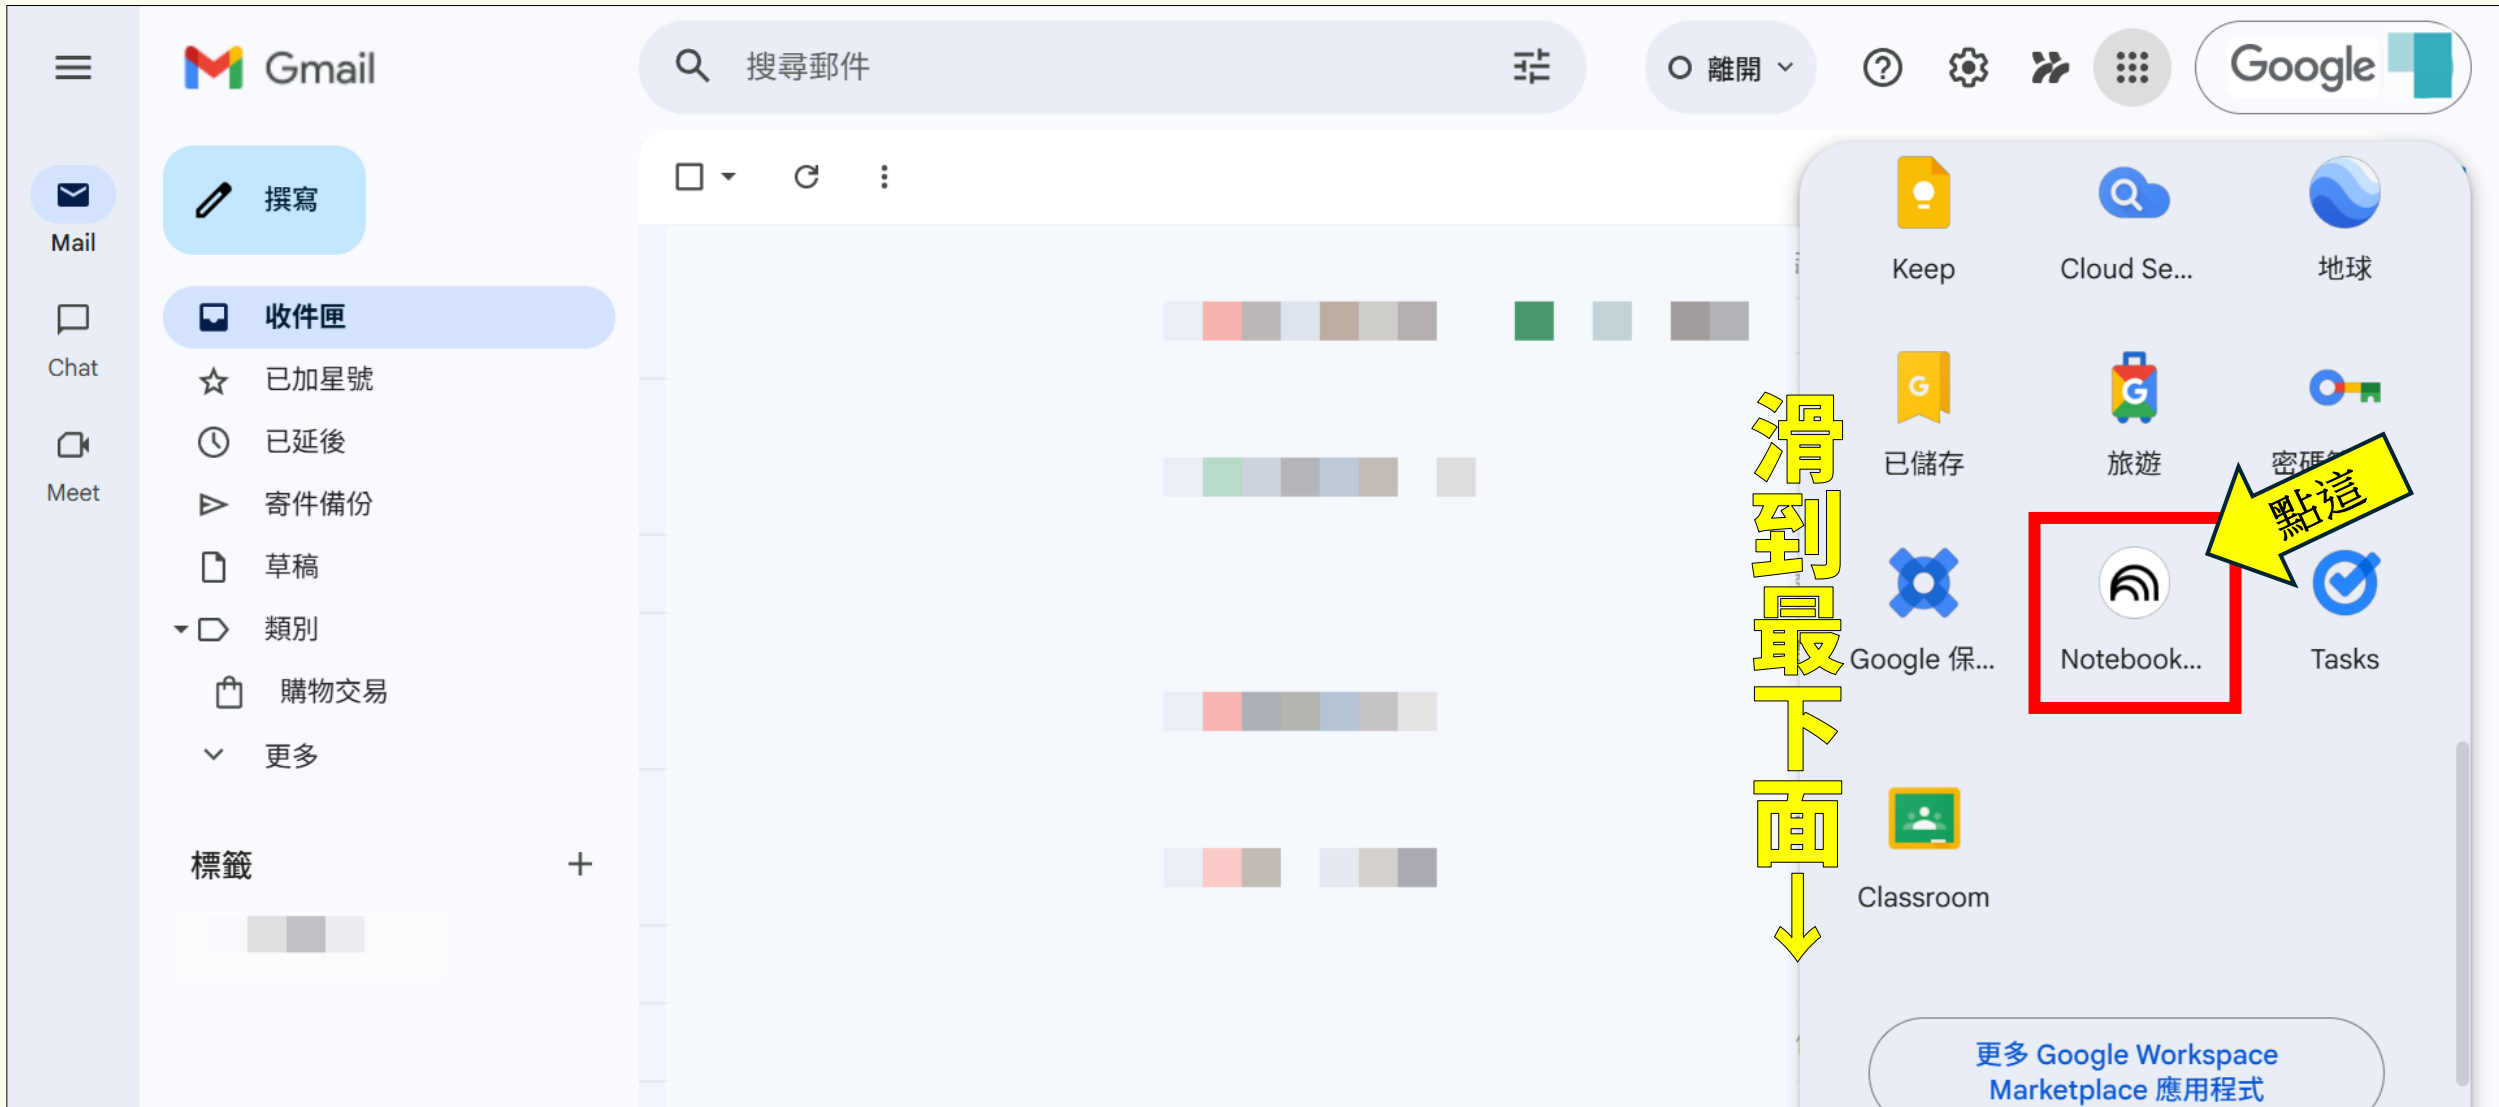 Gmail
搜尋郵件
離開
Google
Mail
Chat
Meet
撰寫
收件匣
已加星號
已延後
寄件備份
草稿
類別
購物交易
更多
標籤
滑到最下面↓
Keep
Cloud Se...
地球
已儲存
旅遊
密碼
點這
Google 保...
Notebook...
Tasks
Classroom
更多 Google Workspace
Marketplace 應用程式